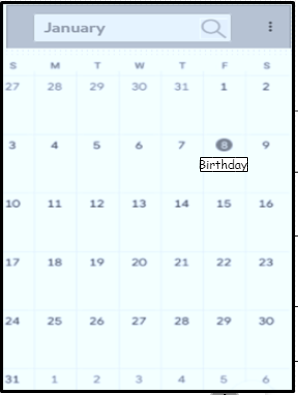 January
S M T W T F S
27 28 29 30 31 1 2
3 4 5 6 7 8 9
Birthday
10 11 12 13 14 15 16
17 18 19 20 21 22 23
24 25 26 27 28 29 30
31 1 2 3 4 5 6